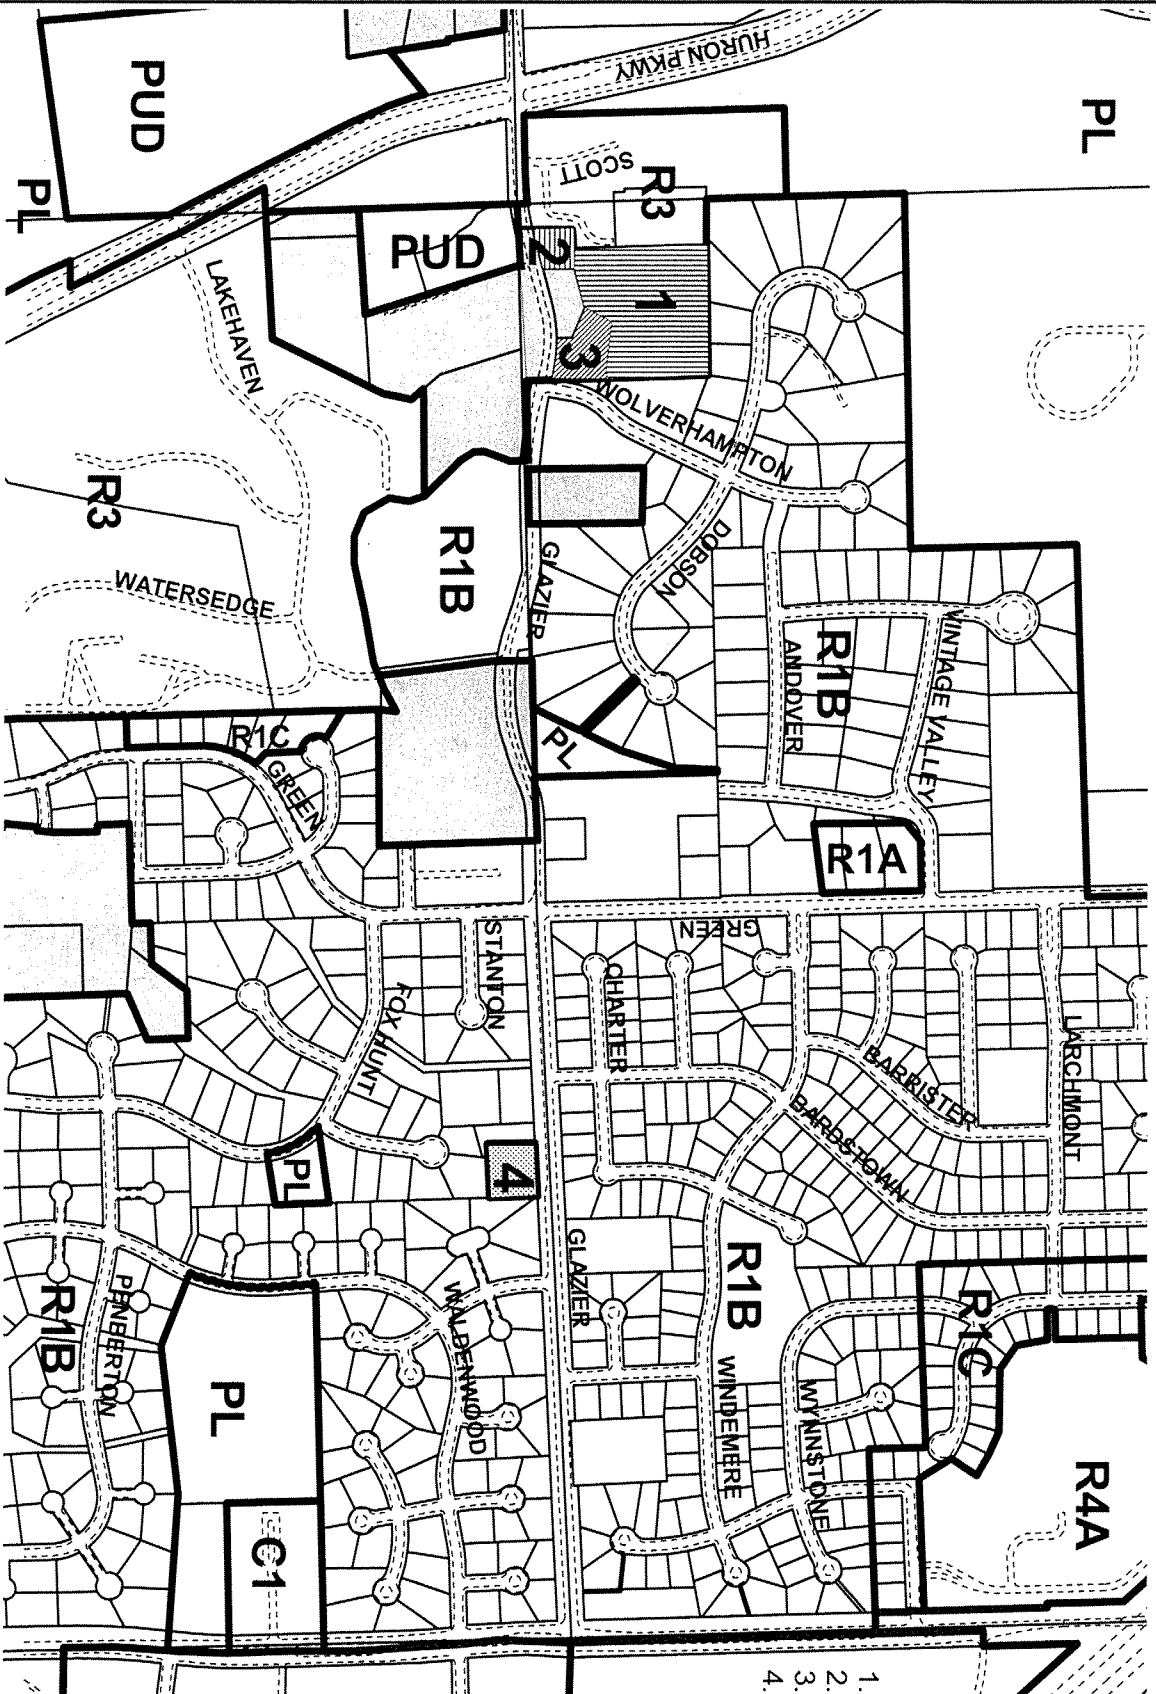 HURON PKWY
PUD
PL
PL
SCOTT
R3
PUD
2
1
3
LAKEHAVEN
WOLVERHAMPTON
R3
R1B
GLAZIER
DOBSON
WATERSEDGE
ANDOVER
R1B
VINTAGE VALLEY
R1C
GREEN
PL
R1A
STANTON
GREEN
FOX HUNT
CHARTER
BARRISTER
LARCHMONT
BARDSTOWN
PL
4
GLAZIER
R1B
R1C
PENBERTON
R1B
WALDENWOOD
PL
WINDEMERE
WYNNSTONE
R4A
C1
1.
2.
3.
4.